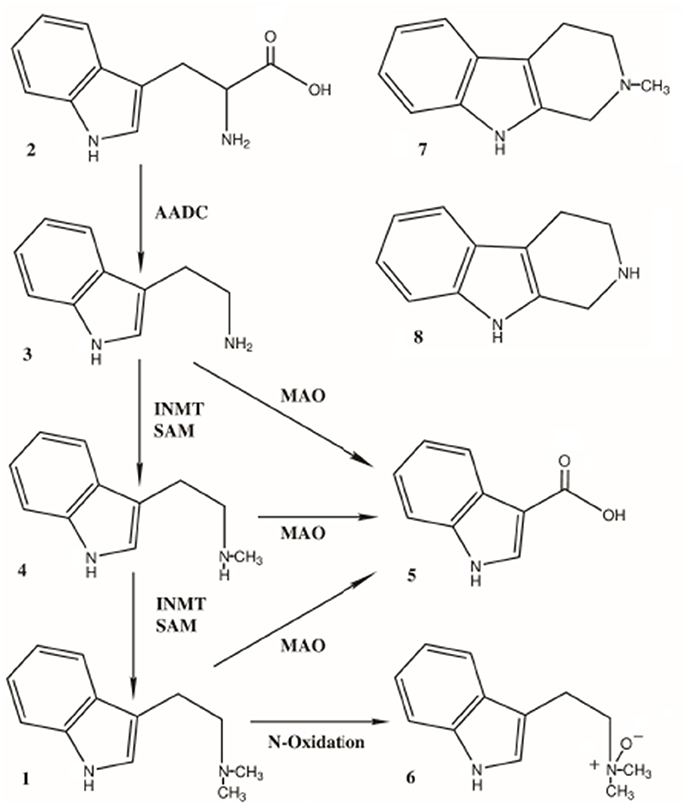 O
OH
NH2
N
H
2
N-CH3
N
H
7
AADC
NH2
N
H
3
NH
N
H
8
INMT
SAM
MAO
N-CH3
H
N
H
4
MAO
O
OH
N
H
5
INMT
SAM
MAO
N-CH3
CH3
N
H
1
N-Oxidation
O−
+
N-CH3
CH3
N
H
6